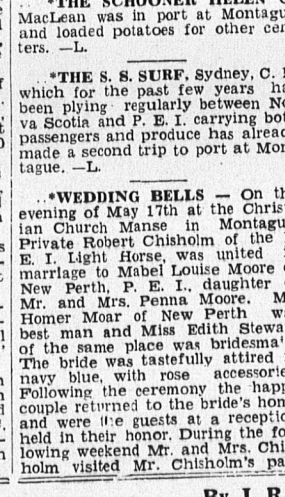 ..*THE SCHOONER HELEN
MacLean was in port at Montagu
and loaded potatoes for other cen
ters. —L.
..*THE S. S. SURF, Sydney, C.
which for the past few years ha
been plying regularly between No
va Scotia and P. E. I. carrying bot
passengers and produce has alread
made a second trip to port at Mon
tague. —L.
..*WEDDING BELLS — On th
evening of May 17th at the Chris
ian Church Manse in Montagu
Private Robert Chisholm of the
E. I. Light Horse, was united
marriage to Mabel Louise Moore
New Perth, P. E. I., daughter
Mr. and Mrs. Penna Moore. M
Homer Moar of New Perth w
best man and Miss Edith Stewa
of the same place was bridesma
The bride was tastefully attired
navy blue, with rose accessorie
Following the ceremony the happ
couple returned to the bride's hom
and were the guests at a receptio
held in their honor. During the fo
lowing weekend Mr. and Mrs. Chi
holm visited Mr. Chisholm's pa
By J. R